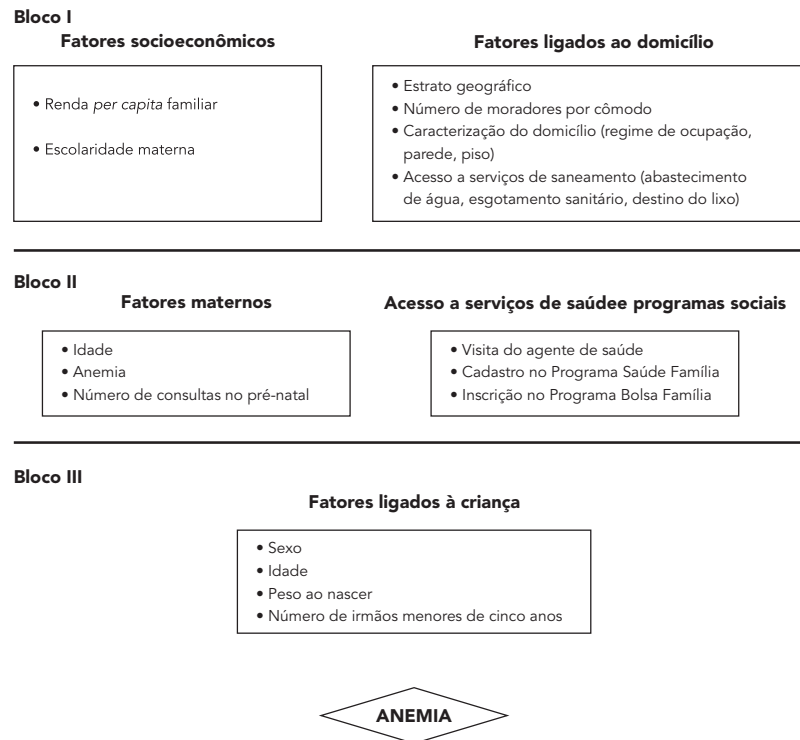 Bloco I
Fatores socioeconômicos
• Renda per capita familiar
• Escolaridade materna
Fatores ligados ao domicílio
• Estrato geográfico
• Número de moradores por cômodo
• Caracterização do domicílio (regime de ocupação,
parede, piso)
• Acesso a serviços de saneamento (abastecimento
de água, esgotamento sanitário, destino do lixo)
Bloco II
Fatores maternos
• Idade
• Anemia
• Número de consultas no pré-natal
Acesso a serviços de saúdee programas sociais
• Visita do agente de saúde
• Cadastro no Programa Saúde Família
• Inscrição no Programa Bolsa Família
Bloco III
Fatores ligados à criança
• Sexo
• Idade
• Peso ao nascer
• Número de irmãos menores de cinco anos
ANEMIA